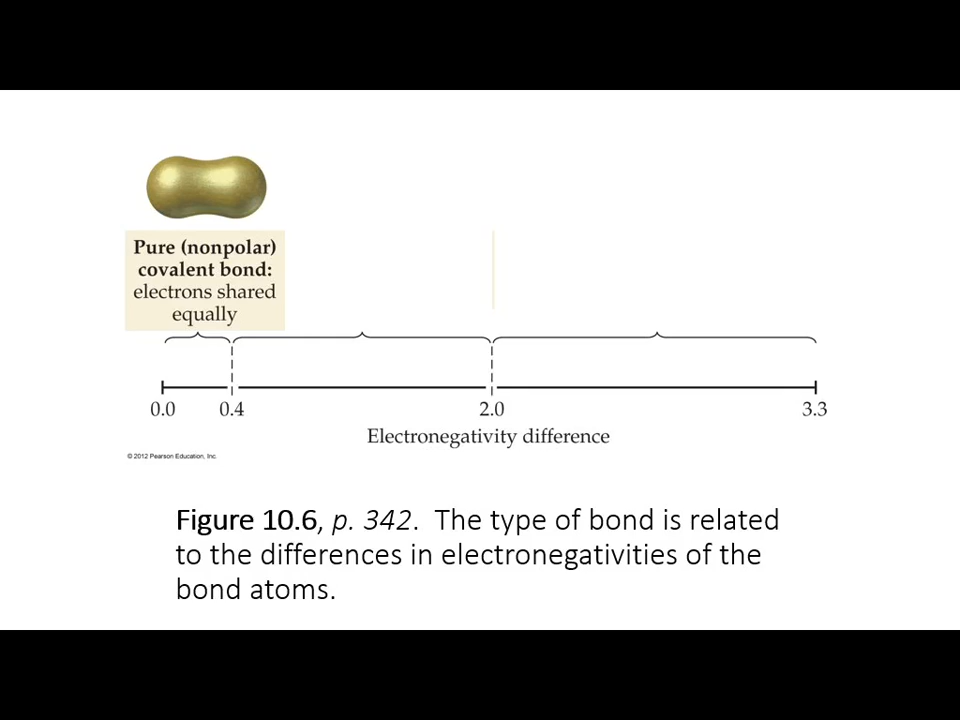 Pure (nonpolar)
covalent bond:
electrons shared
equally
0.0 0.4 2.0 3.3
Electronegativity difference
© 2012 Pearson Education, Inc.
Figure 10.6, p. 342.  The type of bond is related
to the differences in electronegativities of the
bond atoms.